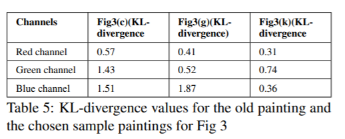 Channels Fig3(c)(KL-divergence Fig3(g)(KL-divergence) Fig3(k)(KL-divergence
Red channel 0.57 0.41 0.31
Green channel 1.43 0.52 0.74
Blue channel 1.51 1.87 0.36
Table 5: KL-divergence values for the old painting and
the chosen sample paintings for Fig 3